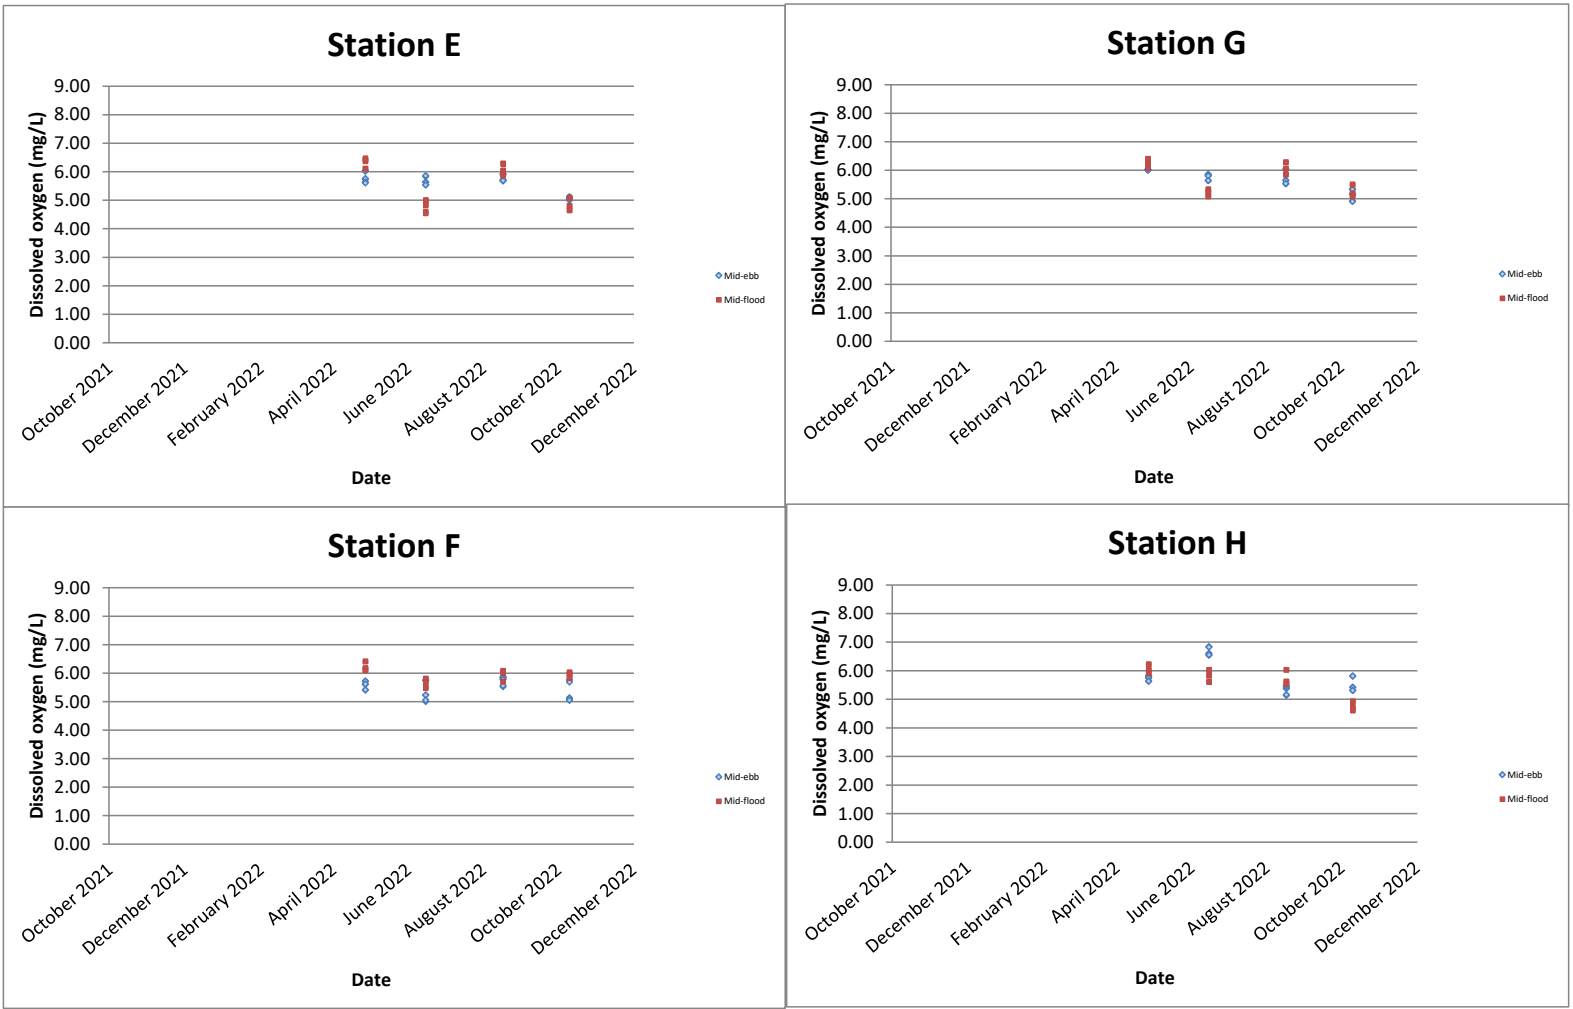 Station E
Dissolved oxygen (mg/L)
9.00
8.00
7.00
6.00
5.00
4.00
3.00
2.00
1.00
0.00
October 2021
December 2021
February 2022
April 2022
June 2022
August 2022
October 2022
December 2022
Date
Mid-ebb
Mid-flood
Station G
Dissolved oxygen (mg/L)
9.00
8.00
7.00
6.00
5.00
4.00
3.00
2.00
1.00
0.00
October 2021
December 2021
February 2022
April 2022
June 2022
August 2022
October 2022
December 2022
Date
Mid-ebb
Mid-flood
Station F
Dissolved oxygen (mg/L)
9.00
8.00
7.00
6.00
5.00
4.00
3.00
2.00
1.00
0.00
October 2021
December 2021
February 2022
April 2022
June 2022
August 2022
October 2022
December 2022
Date
Mid-ebb
Mid-flood
Station H
Dissolved oxygen (mg/L)
9.00
8.00
7.00
6.00
5.00
4.00
3.00
2.00
1.00
0.00
October 2021
December 2021
February 2022
April 2022
June 2022
August 2022
October 2022
December 2022
Date
Mid-ebb
Mid-flood